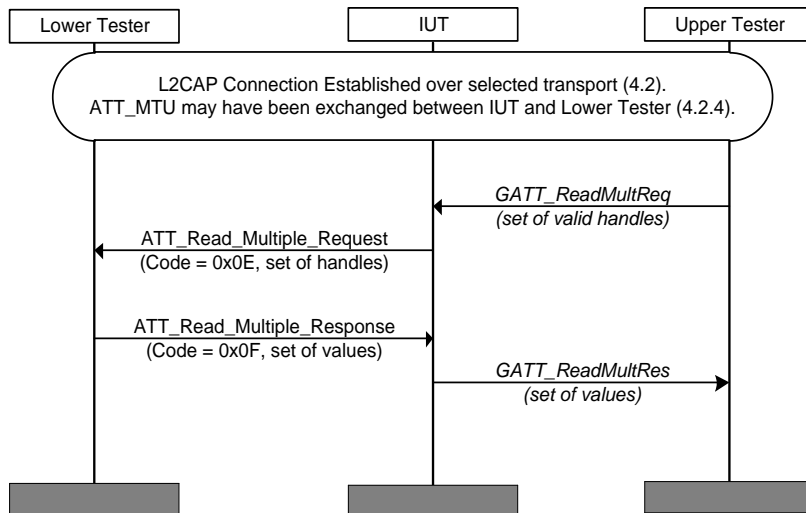 Lower Tester
IUT
Upper Tester
L2CAP Connection Established over selected transport (4.2).
ATT_MTU may have been exchanged between IUT and Lower Tester (4.2.4).
GATT_ReadMultReq
(set of valid handles)
ATT_Read_Multiple_Request
(Code = 0x0E, set of handles)
ATT_Read_Multiple_Response
(Code = 0x0F, set of values)
GATT_ReadMultRes
(set of values)